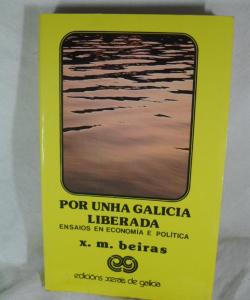 POR UNHA GALICIA
LIBERADA
ENSAIOS EN ECONOMÍA E POLÍTICA
x. m. beiras
edicións xerais de galicia